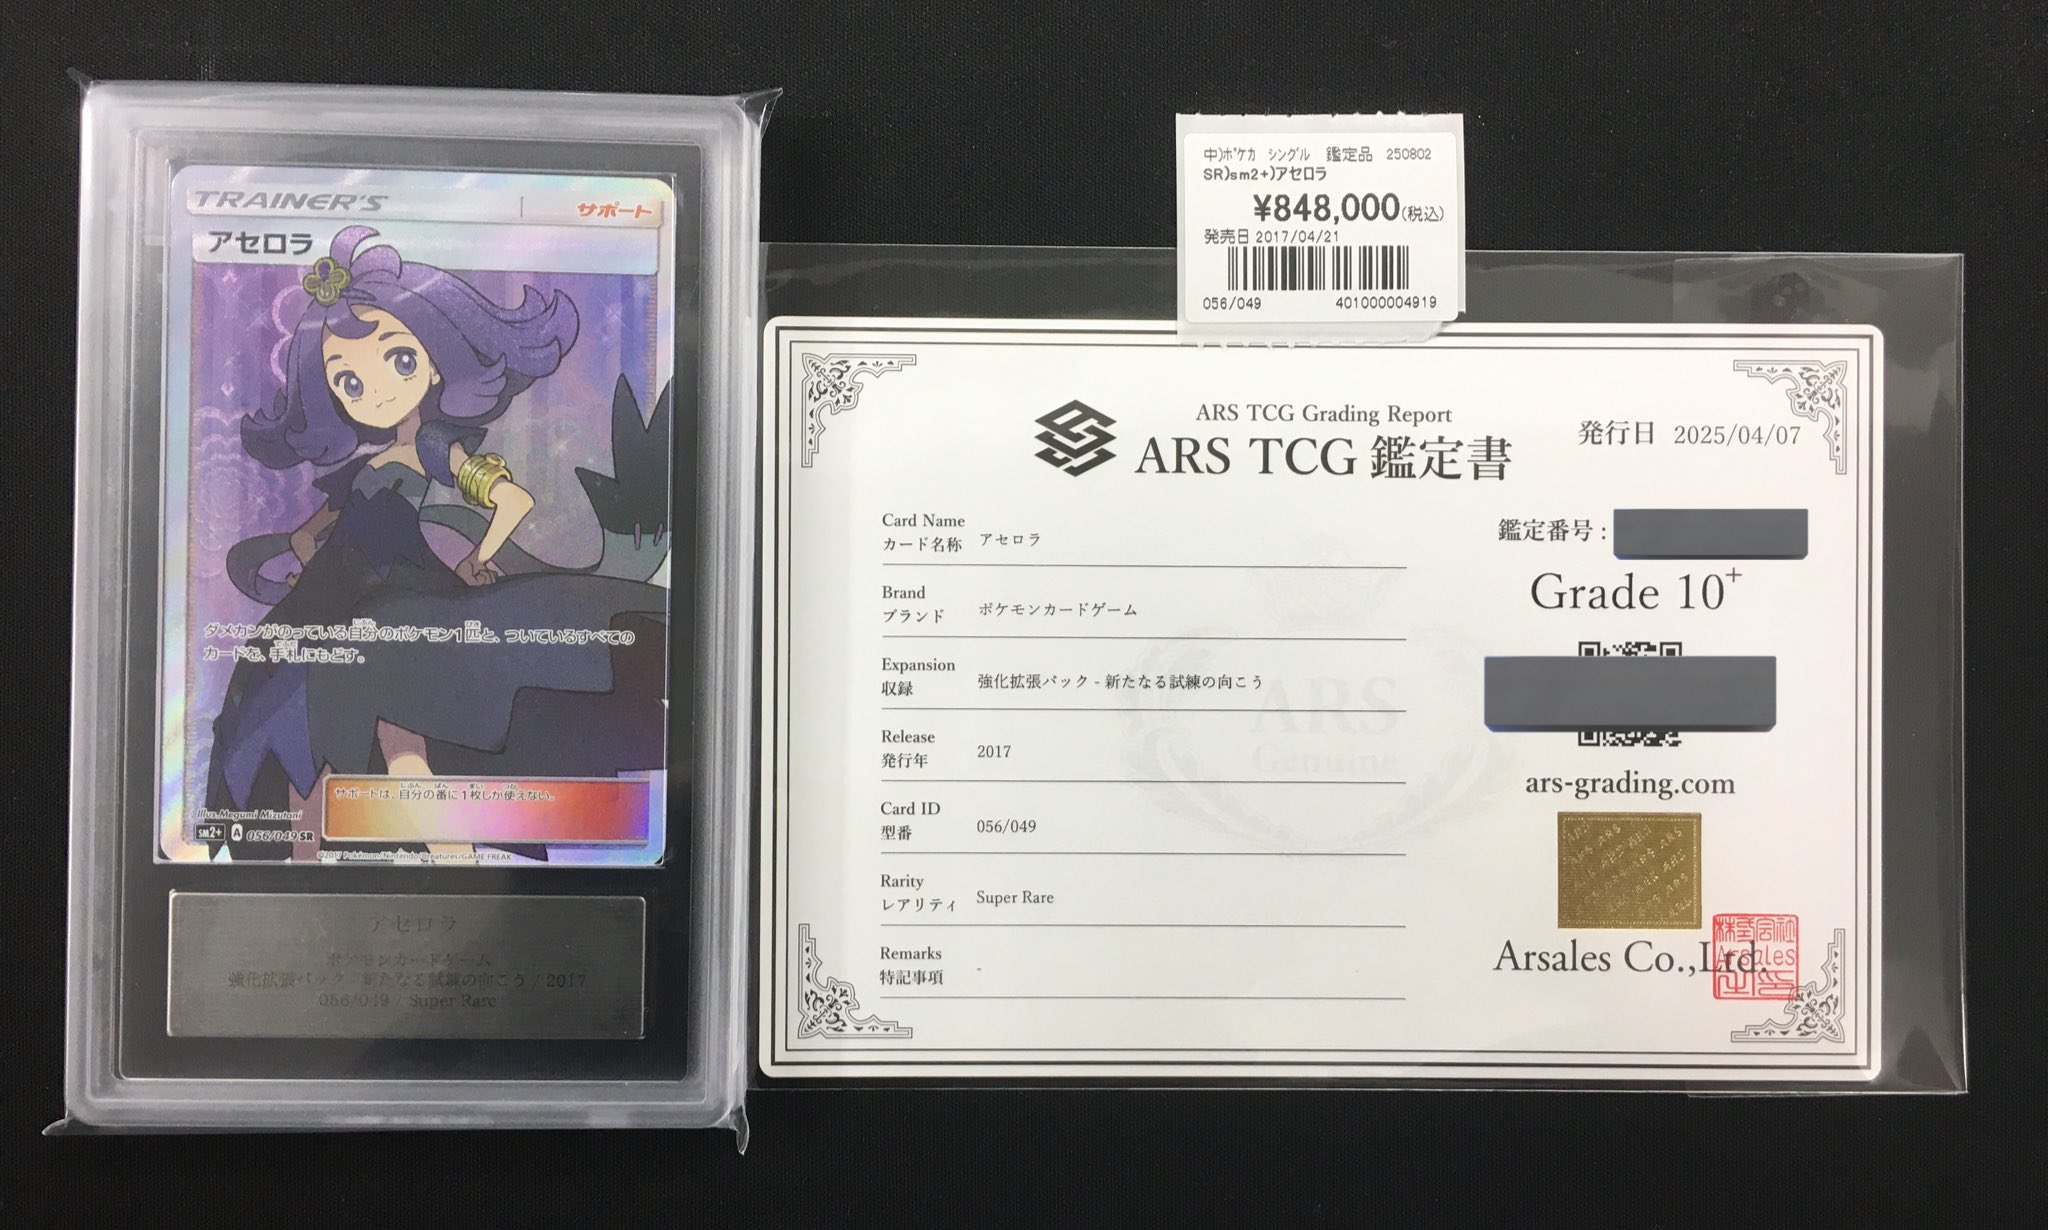 TRAINER'S
サポート
アセロラ
ダメカンがのっている自分のポケモン1匹と、ついているすべての
カードを、手札にもどす。
サポートは、自分の番に1枚しか使えない。
Illus. Megumi Mizutani
SM2+ A 056/049 SR
©2017 Pokémon/Nintendo/Creatures/GAME FREAK
アセロラ
ポケモンカードゲーム
強化拡張パック 新たなる試練の向こう / 2017
056/049 / Super Rare
中)ﾎﾟｹｶ ｼﾝｸﾞﾙ 鑑定品 250802
SR)sm2+)アセロラ
¥848,000(税込)
発売日 2017/04/21
056/049 401000004919
ARS TCG Grading Report
ARS TCG 鑑定書
発行日 2025/04/07
Card Name
カード名称 アセロラ
Brand
ブランド ポケモンカードゲーム
Expansion
収録 強化拡張パック - 新たなる試練の向こう
Release
発行年 2017
Card ID
型番 056/049
Rarity
レアリティ Super Rare
Remarks
特記事項 -
鑑定番号 :
Grade 10+
ars-grading.com
Arsales Co.,Ltd.
株式会社
Arsales
之印
ARS
Genuine